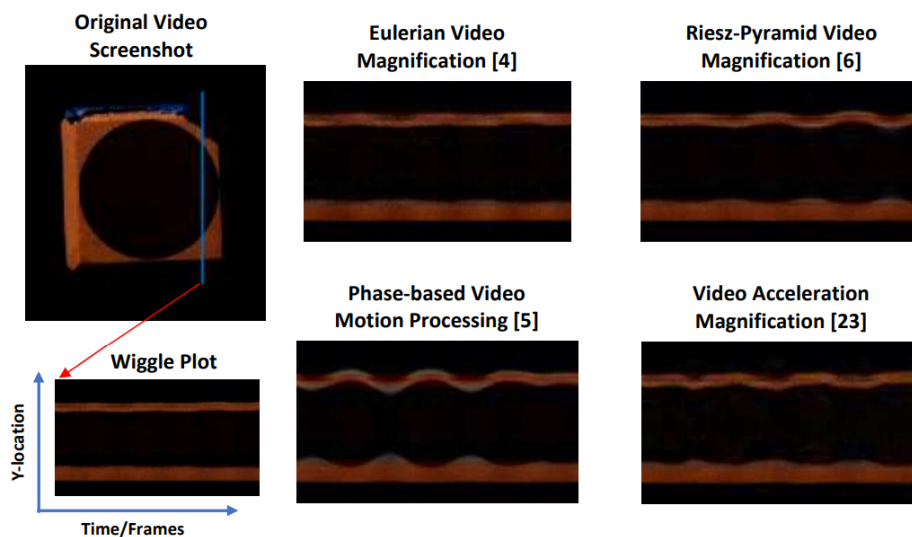 Original Video
Screenshot
Eulerian Video
Magnification [4]
Riesz-Pyramid Video
Magnification [6]
Phase-based Video
Motion Processing [5]
Video Acceleration
Magnification [23]
Wiggle Plot
Y-location
Time/Frames